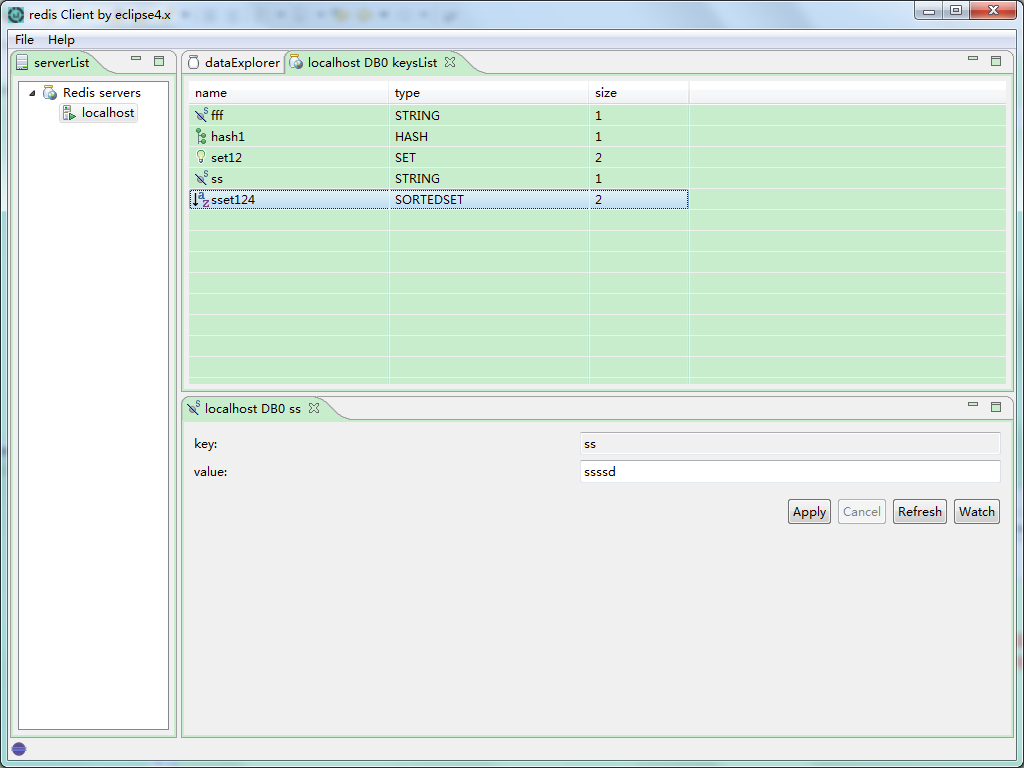 redis Client by eclipse4.x
File Help
serverList
Redis servers
localhost
dataExplorer localhost DB0 keysList
name type size
fff STRING 1
hash1 HASH 1
set12 SET 2
ss STRING 1
sset124 SORTEDSET 2
localhost DB0 ss
key: ss
value: ssssd
Apply Cancel Refresh Watch